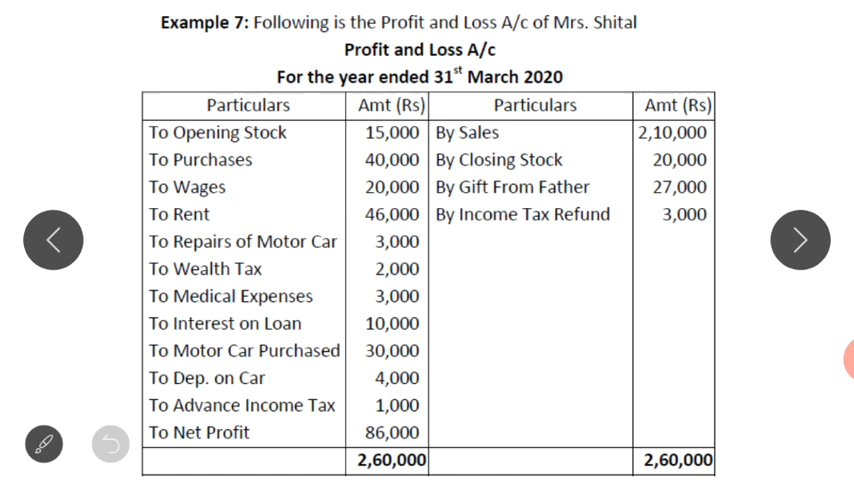 Example 7: Following is the Profit and Loss A/c of Mrs. Shital
Profit and Loss A/c
For the year ended 31st March 2020
Particulars Amt (Rs) Particulars Amt (Rs)
To Opening Stock 15,000 By Sales 2,10,000
To Purchases 40,000 By Closing Stock 20,000
To Wages 20,000 By Gift From Father 27,000
To Rent 46,000 By Income Tax Refund 3,000
To Repairs of Motor Car 3,000
To Wealth Tax 2,000
To Medical Expenses 3,000
To Interest on Loan 10,000
To Motor Car Purchased 30,000
To Dep. on Car 4,000
To Advance Income Tax 1,000
To Net Profit 86,000
2,60,000 2,60,000